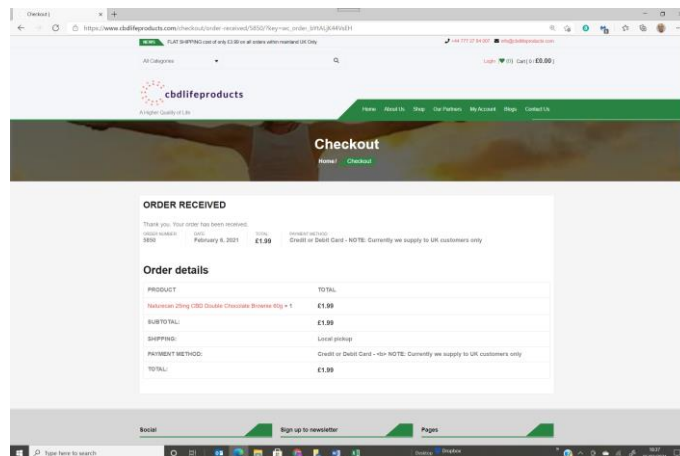 Checkout |
https://www.cbdlifeproducts.com/checkout/order-received/5850/?key=wc_order_
NEWS FLAT SHIPPING cost of only £3.99 on all orders within mainland UK Only
All Categories
Login (0) Cart( 0 : £0.00 )
cbdlifeproducts
A Higher Quality of Life
Home About Us Shop Our Partners My Account Blogs Contact Us
Checkout
Home/ Checkout
ORDER RECEIVED
Thank you. Your order has been received.
ORDER NUMBER: DATE: TOTAL: PAYMENT METHOD:
5850 February 6, 2021 £1.99 Credit or Debit Card - NOTE: Currently we supply to UK customers only
Order details
PRODUCT TOTAL
Naturecan 25mg CBD Double Chocolate Brownie 60g × 1 £1.99
SUBTOTAL: £1.99
SHIPPING: Local pickup
PAYMENT METHOD: Credit or Debit Card - <b> NOTE: Currently we supply to UK customers only
TOTAL: £1.99
Social Sign up to newsletter Pages
Type here to search Desktop Dropbox